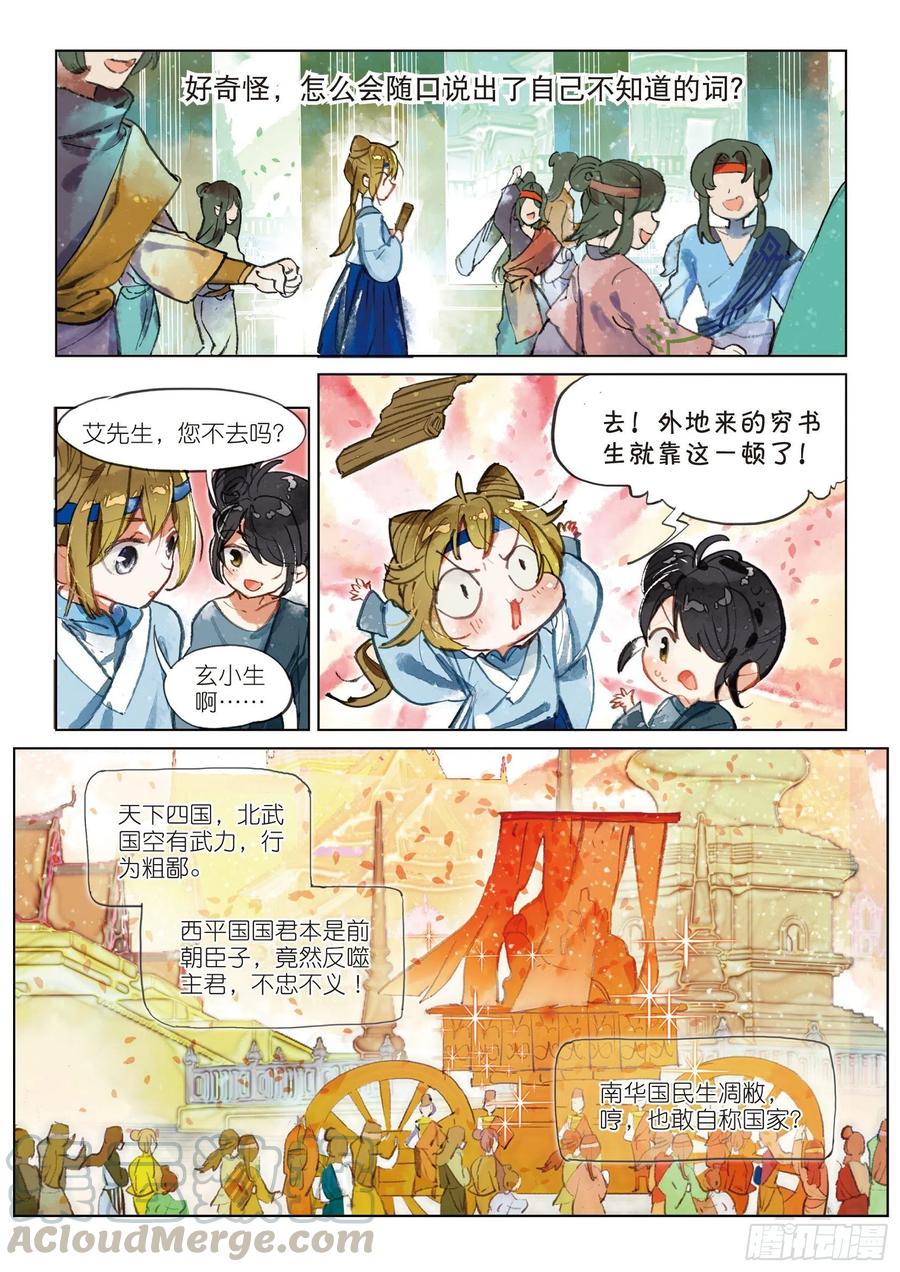 好奇怪，怎么会随口说出了自己不知道的词？
艾先生，您不去吗？
玄小生
啊……
去！外地来的穷书
生就靠这一顿了！
天下四国，北武
国空有武力，行
为粗鄙。
西平国国君本是前
朝臣子，竟然反噬
主君，不忠不义！
南华国民生凋敝，
哼，也敢自称国家？
ACloudMerge.com
腾讯动漫